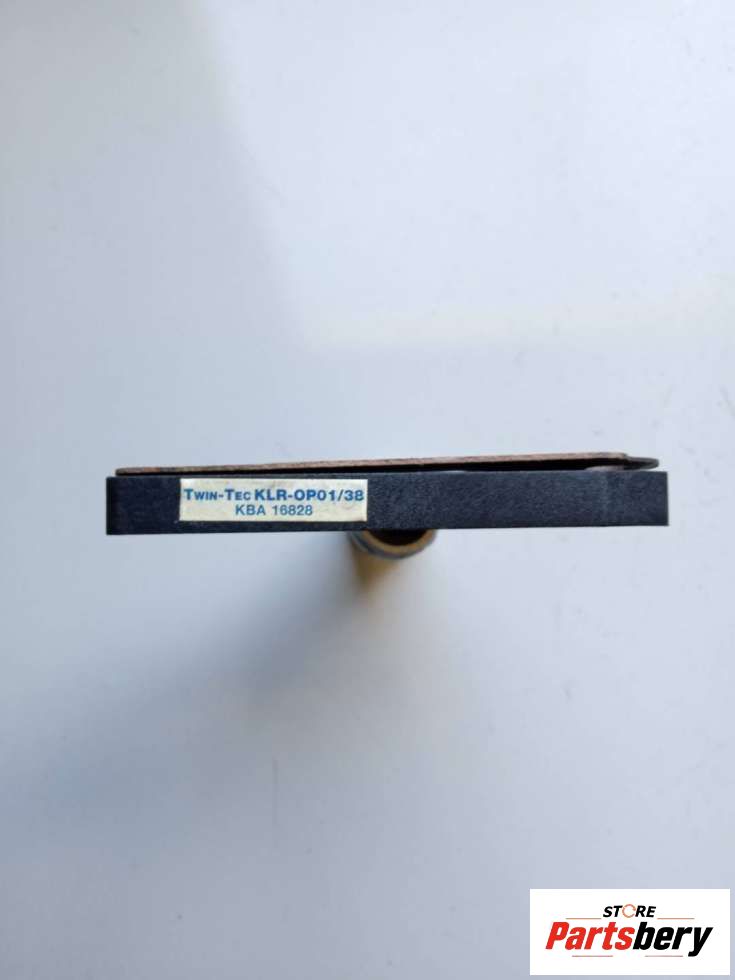 TWIN-TEC KLR-OP01/38
KBA 16828
STORE
Partsbery